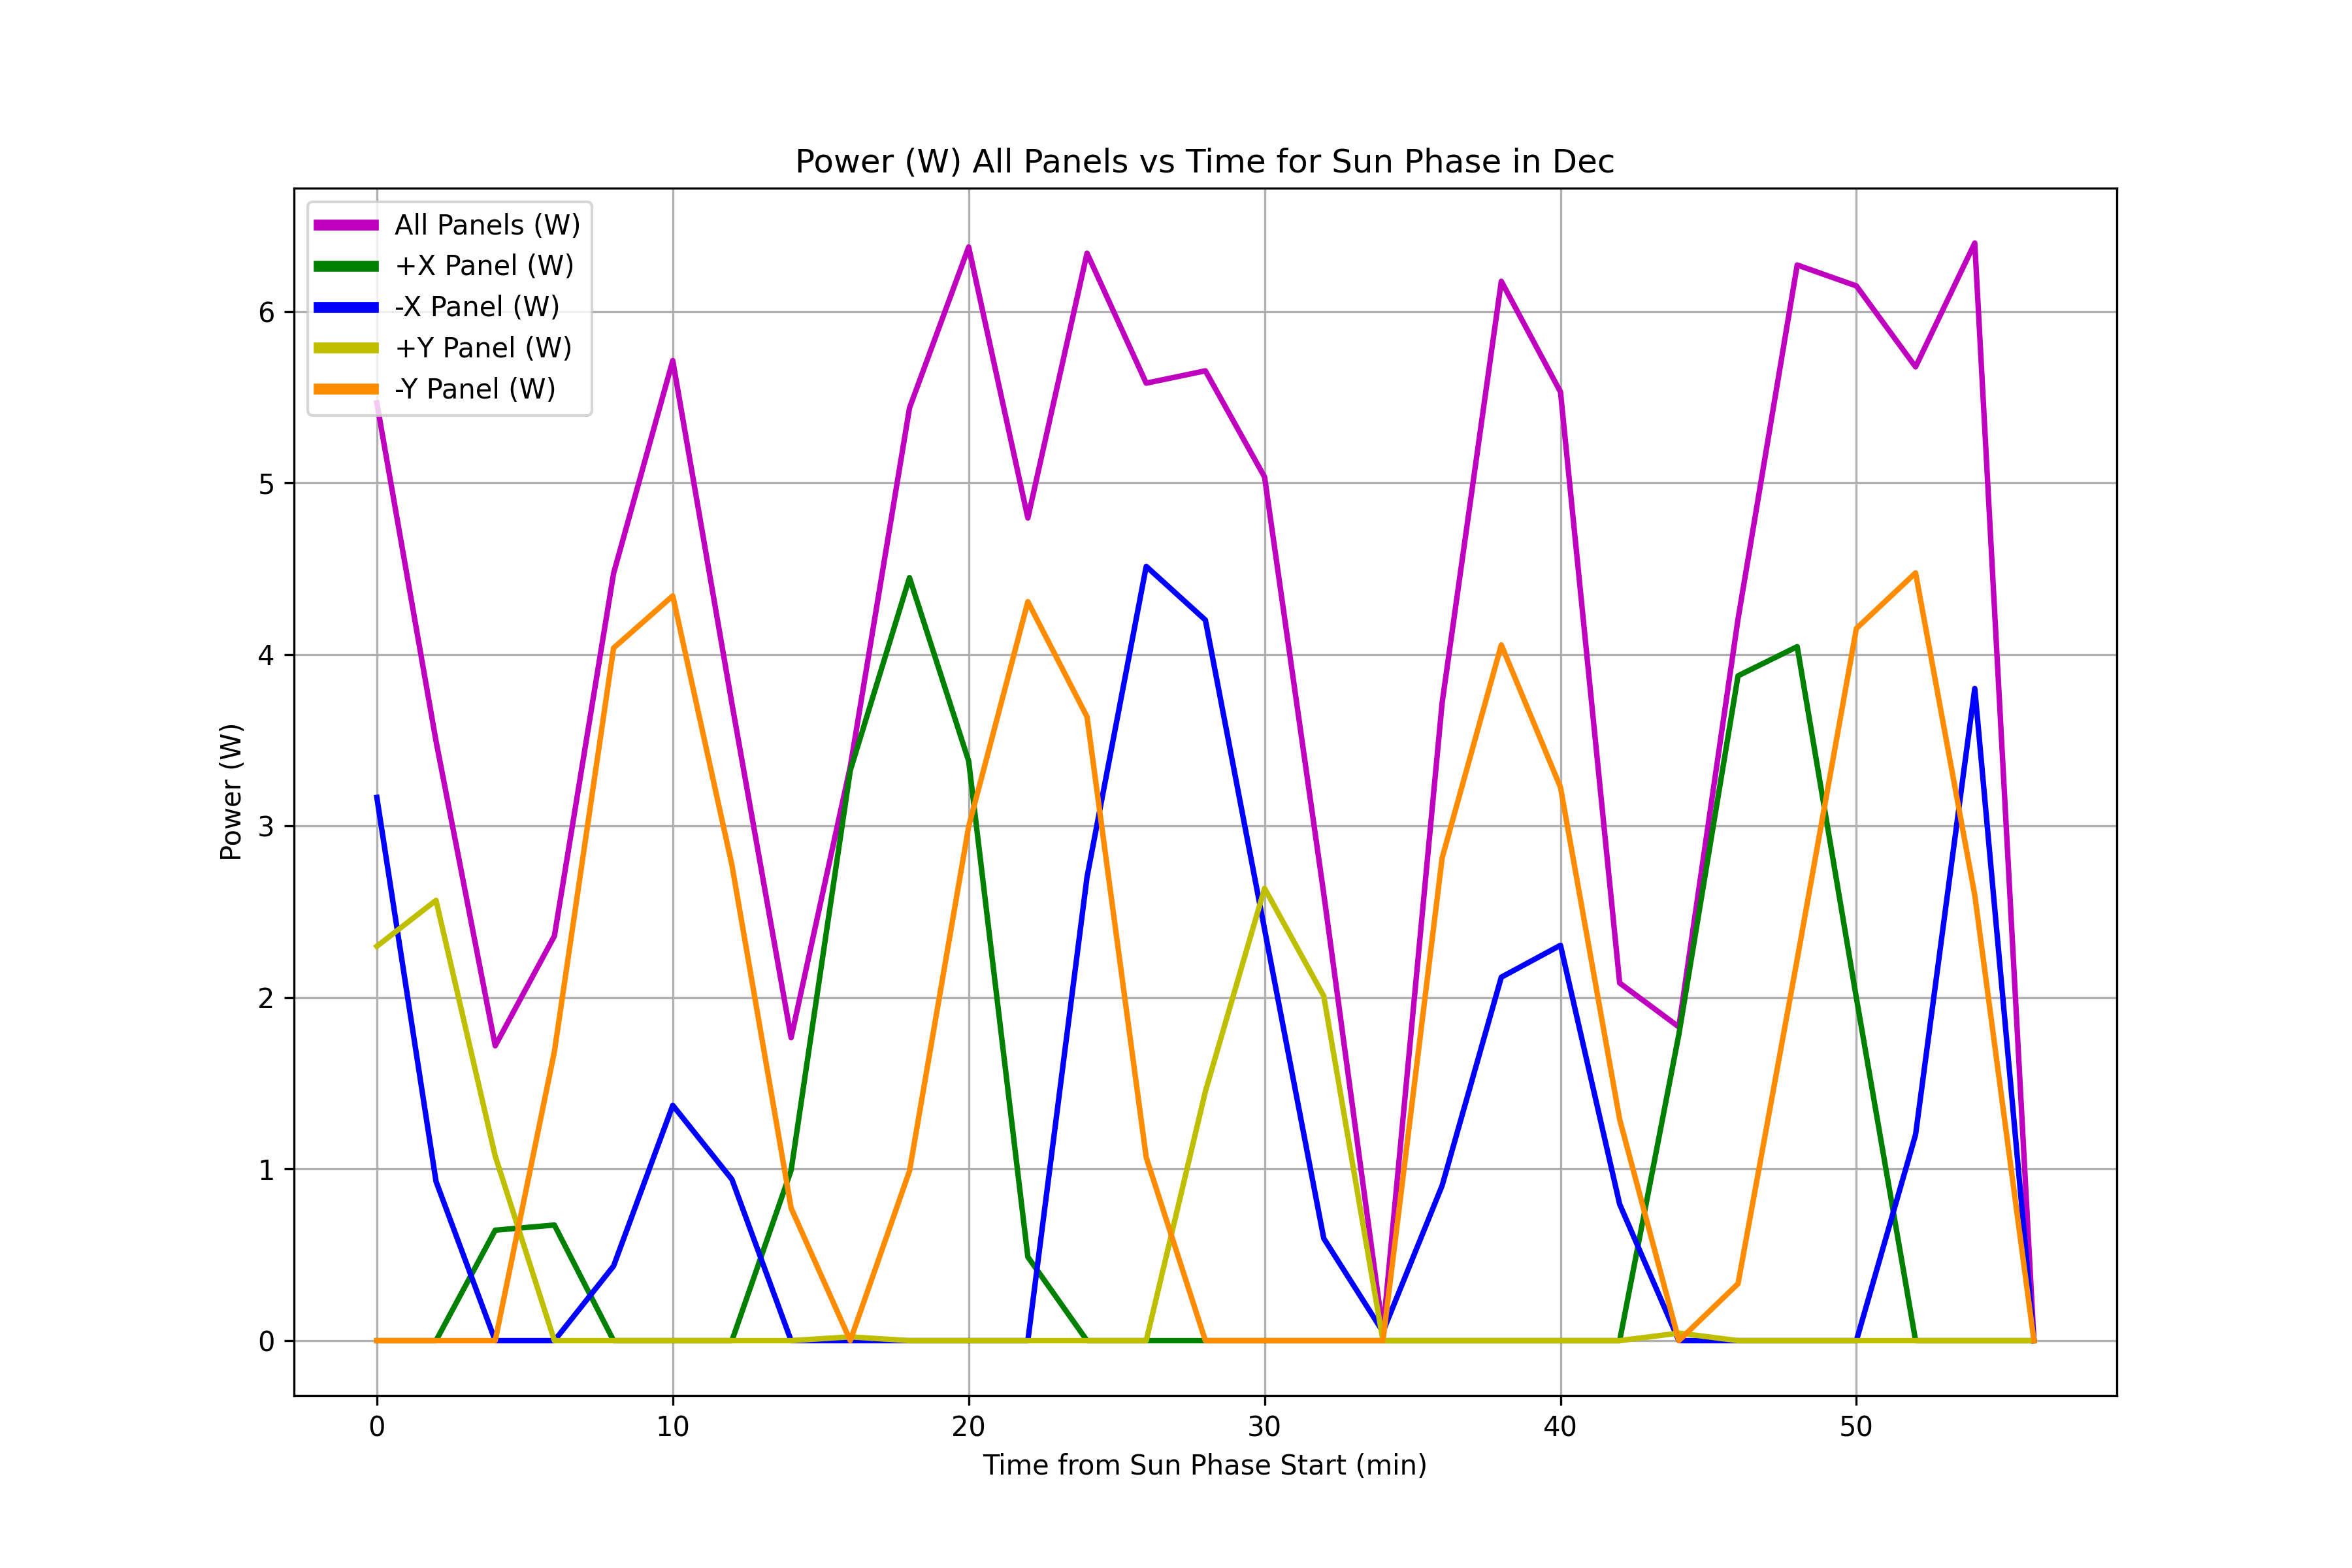 Power (W) All Panels vs Time for Sun Phase in Dec
All Panels (W)
+X Panel (W)
-X Panel (W)
+Y Panel (W)
-Y Panel (W)
6
5
4
3
2
1
0
Power (W)
0 10 20 30 40 50
Time from Sun Phase Start (min)